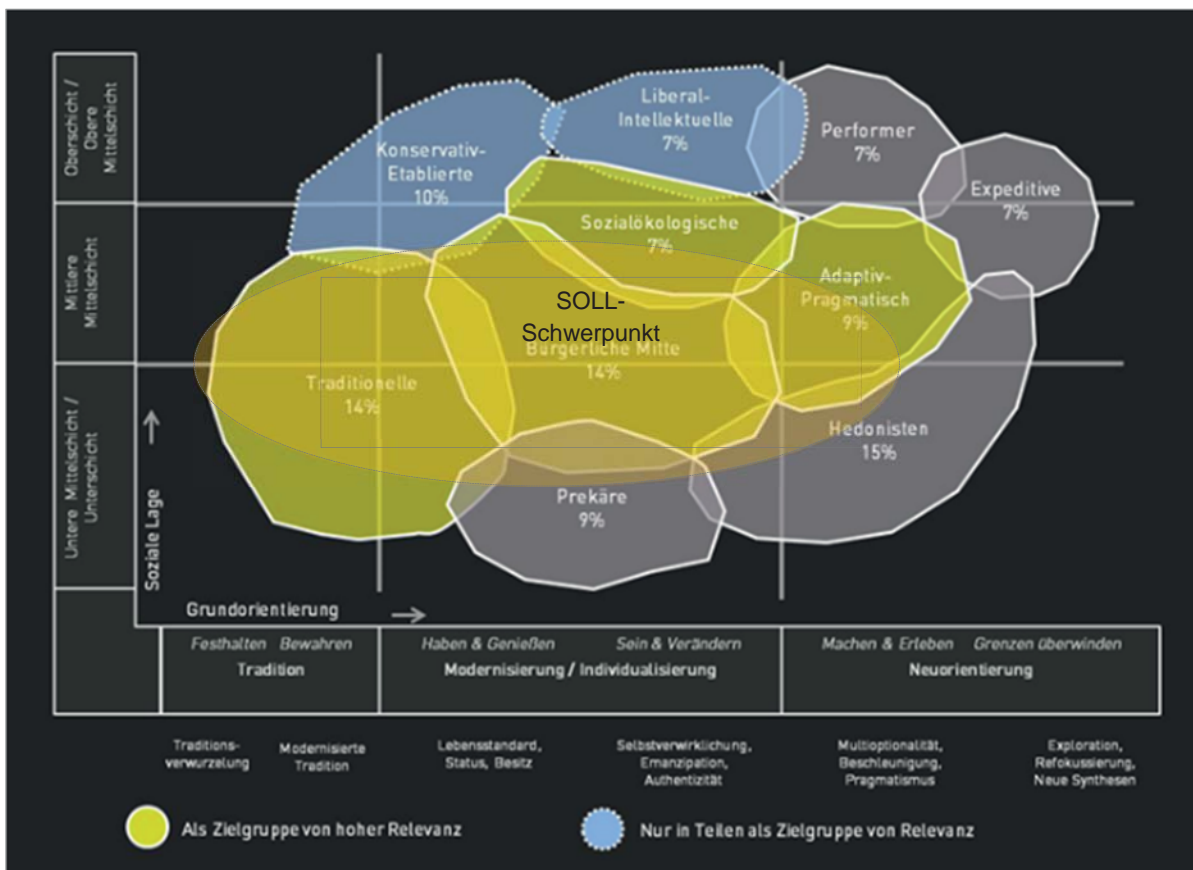 Oberschicht /
Obere
Mittelschicht
Mittlere
Mittelschicht
Untere Mittelschicht /
Unterschicht
Soziale Lage
Konservativ-
Etablierte
10%
Liberal-
Intellektuelle
7%
Performer
7%
Expeditive
7%
Sozialökologische
7%
Adaptiv-
Pragmatisch
9%
SOLL-
Schwerpunkt
Bürgerliche Mitte
14%
Traditionelle
14%
Hedonisten
15%
Prekäre
9%
Grundorientierung
Festhalten Bewahren
Tradition
Haben & Genießen Sein & Verändern
Modernisierung / Individualisierung
Machen & Erleben Grenzen überwinden
Neuorientierung
Traditions-
verwurzelung
Modernisierte
Tradition
Lebensstandard,
Status, Besitz
Selbstverwirklichung,
Emanzipation,
Authentizität
Multioptionalität,
Beschleunigung,
Pragmatismus
Exploration,
Refokussierung,
Neue Synthesen
Als Zielgruppe von hoher Relevanz
Nur in Teilen als Zielgruppe von Relevanz